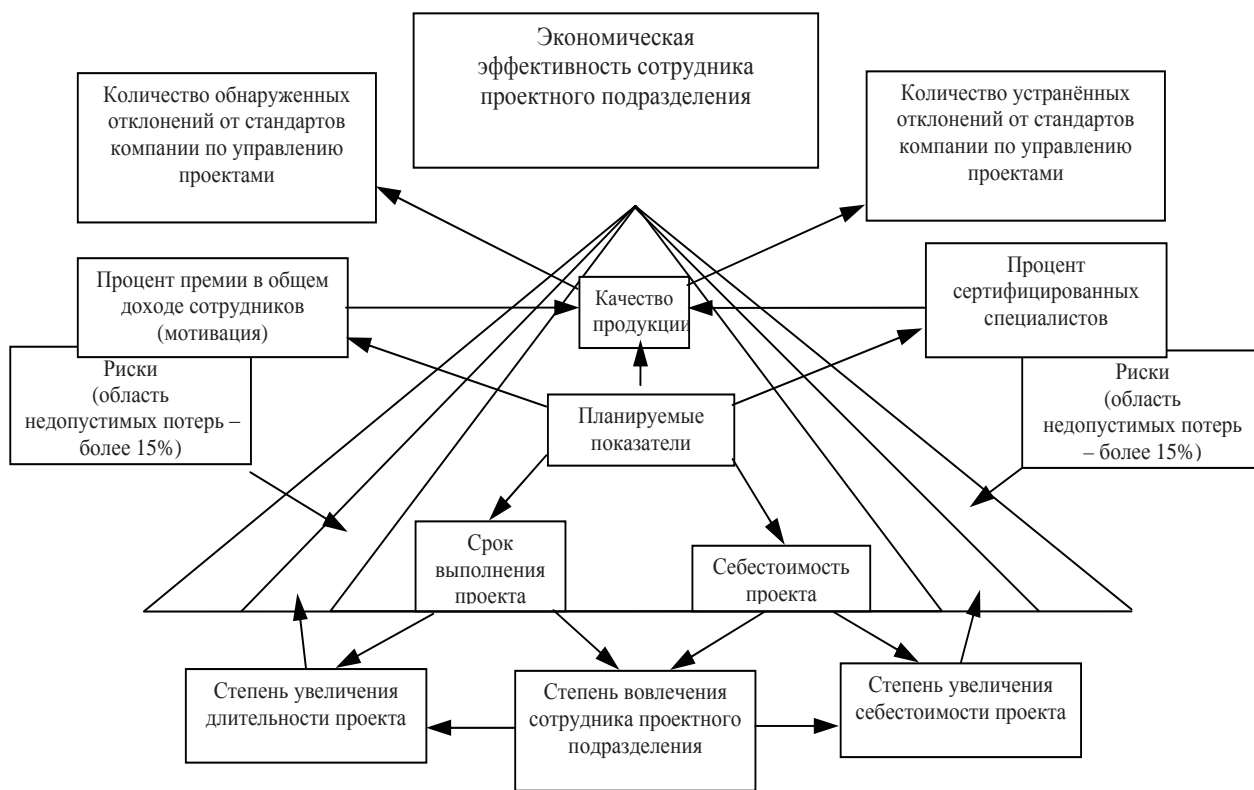 Экономическая
эффективность сотрудника
проектного подразделения
Количество обнаруженных
отклонений от стандартов
компании по управлению
проектами
Количество устранённых
отклонений от стандартов
компании по управлению
проектами
Процент премии в общем
доходе сотрудников
(мотивация)
Качество
продукции
Процент
сертифицированных
специалистов
Риски
(область
недопустимых потерь –
более 15%)
Планируемые
показатели
Риски
(область
недопустимых потерь
– более 15%)
Срок
выполнения
проекта
Себестоимость
проекта
Степень увеличения
длительности проекта
Степень вовлечения
сотрудника проектного
подразделения
Степень увеличения
себестоимости проекта